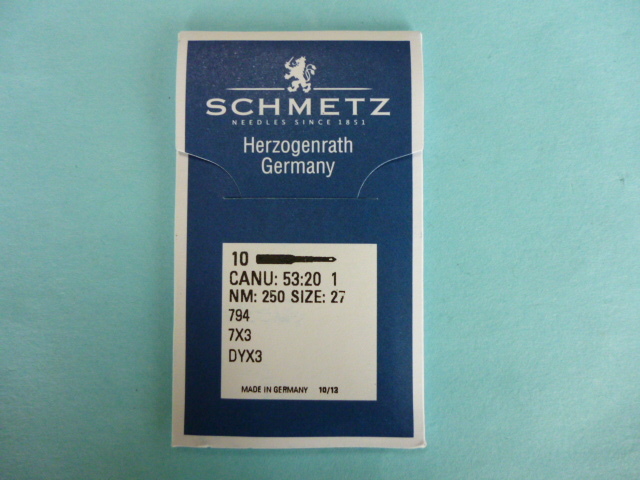 SCHMETZ
NEEDLES SINCE 1851
Herzogenrath
Germany
10
CANU: 53:20 1
NM: 250 SIZE: 27
794
7X3
DYX3
MADE IN GERMANY 10/13